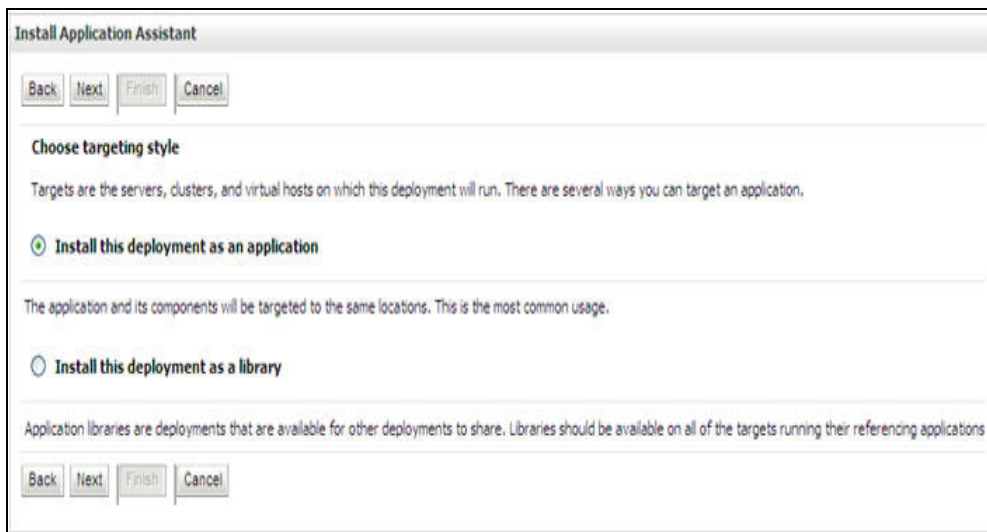 Install Application Assistant
Back Next Finish Cancel
Choose targeting style
Targets are the servers, clusters, and virtual hosts on which this deployment will run. There are several ways you can target an application.
Install this deployment as an application
The application and its components will be targeted to the same locations. This is the most common usage.
Install this deployment as a library
Application libraries are deployments that are available for other deployments to share. Libraries should be available on all of the targets running their referencing applications
Back Next Finish Cancel